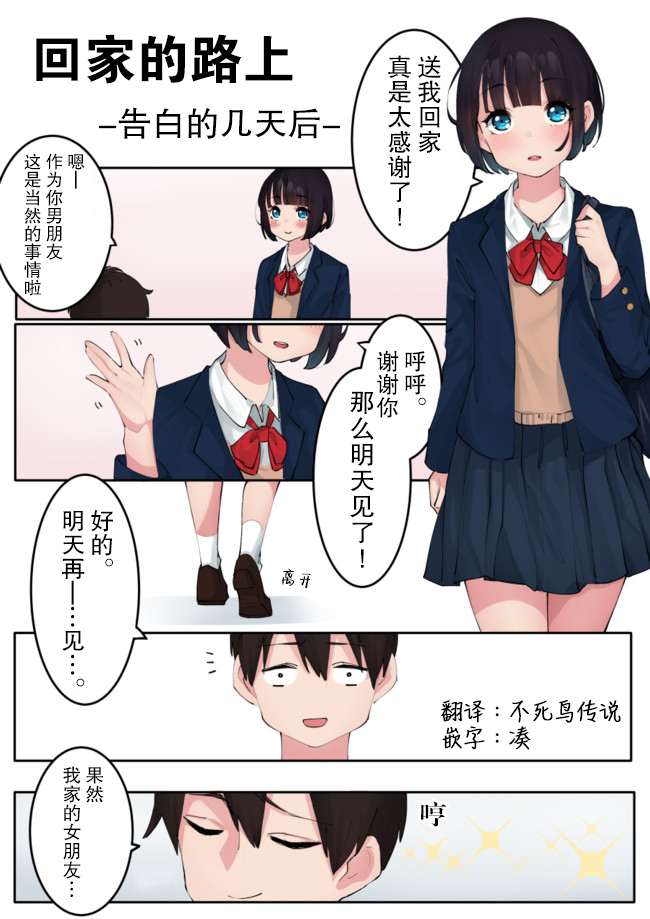 回家的路上
–告白的几天后–
送我回家
真是太感谢了！
嗯ー
作为你男朋友
这是当然的事情啦
呼呼。
谢谢你
那么明天见了！
离开
好的。
明天再ー…见…。
翻译：不死鸟传说
嵌字：凑
果然
我家的女朋友…
哼